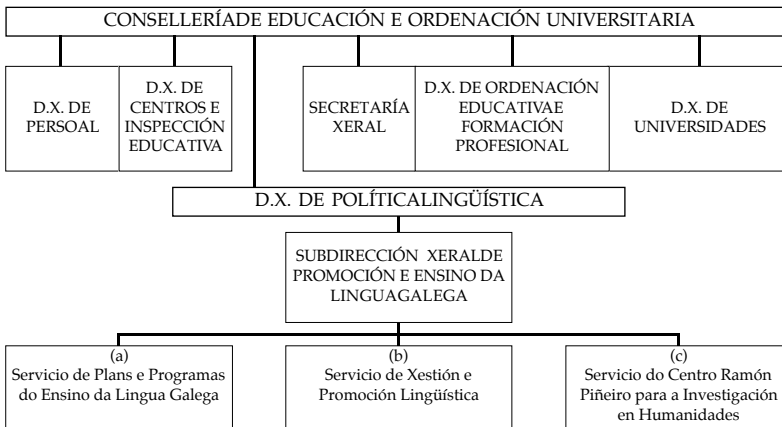 CONSELLERÍADE EDUCACIÓN E ORDENACIÓN UNIVERSITARIA
D.X. DE
PERSOAL
D.X. DE
CENTROS E
INSPECCIÓN
EDUCATIVA
SECRETARÍA
XERAL
D.X. DE ORDENACIÓN
EDUCATIVAE
FORMACIÓN
PROFESIONAL
D.X. DE
UNIVERSIDADES
D.X. DE POLÍTICALINGÜÍSTICA
SUBDIRECCIÓN XERALDE
PROMOCIÓN E ENSINO DA
LINGUAGALEGA
(a)
Servicio de Plans e Programas
do Ensino da Lingua Galega
(b)
Servicio de Xestión e
Promoción Lingüística
(c)
Servicio do Centro Ramón
Piñeiro para a Investigación
en Humanidades